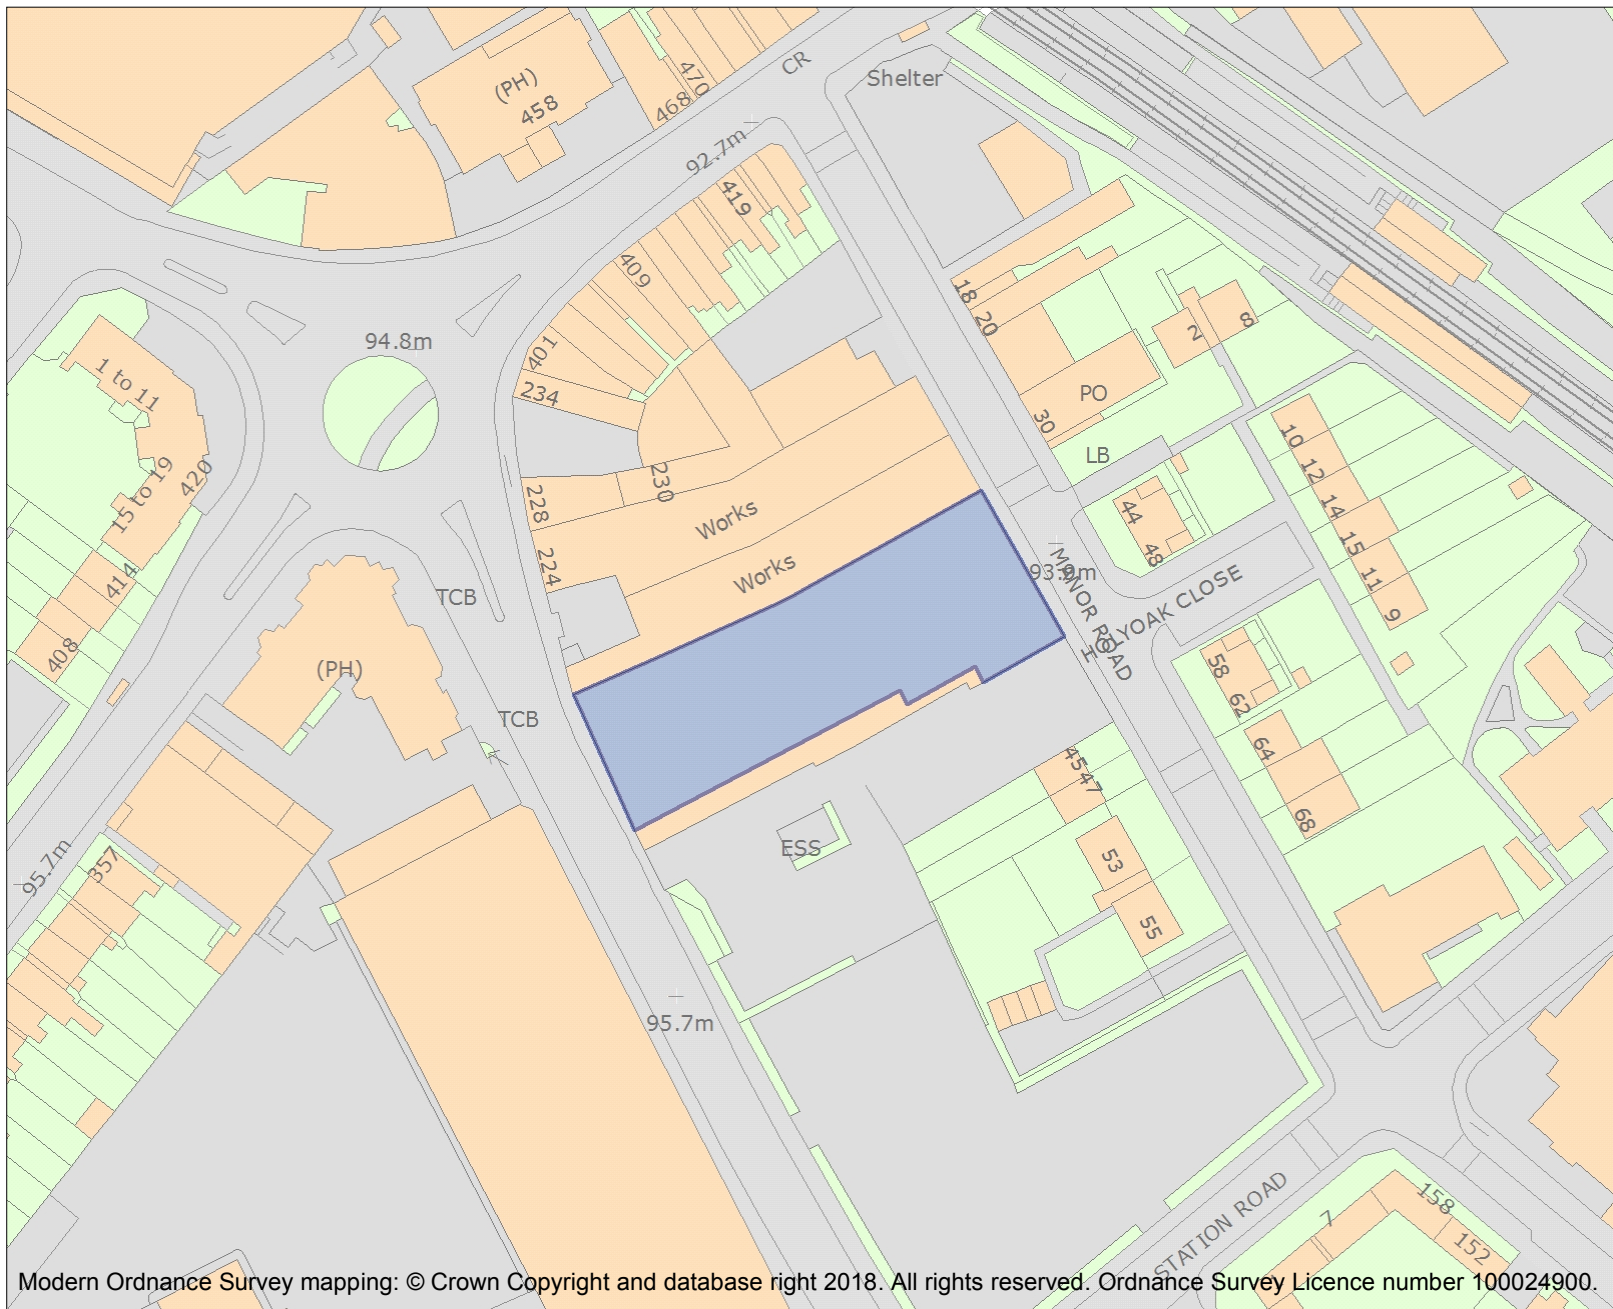 CR
Shelter
(PH)
458
470
468
92.7m
419
409
94.8m
401
234
18
20
2
8
1 to 11
PO
30
LB
10
12
14
15
11
9
15 to 19
420
230
228
Works
44
48
224
Works
MANOR ROAD
93.9m
HOLYOAK CLOSE
414
TCB
408
(PH)
58
62
TCB
64
4547
68
ESS
53
95.7m
357
55
95.7m
STATION ROAD
158
7
152
Modern Ordnance Survey mapping: © Crown Copyright and database right 2018. All rights reserved. Ordnance Survey Licence number 100024900.